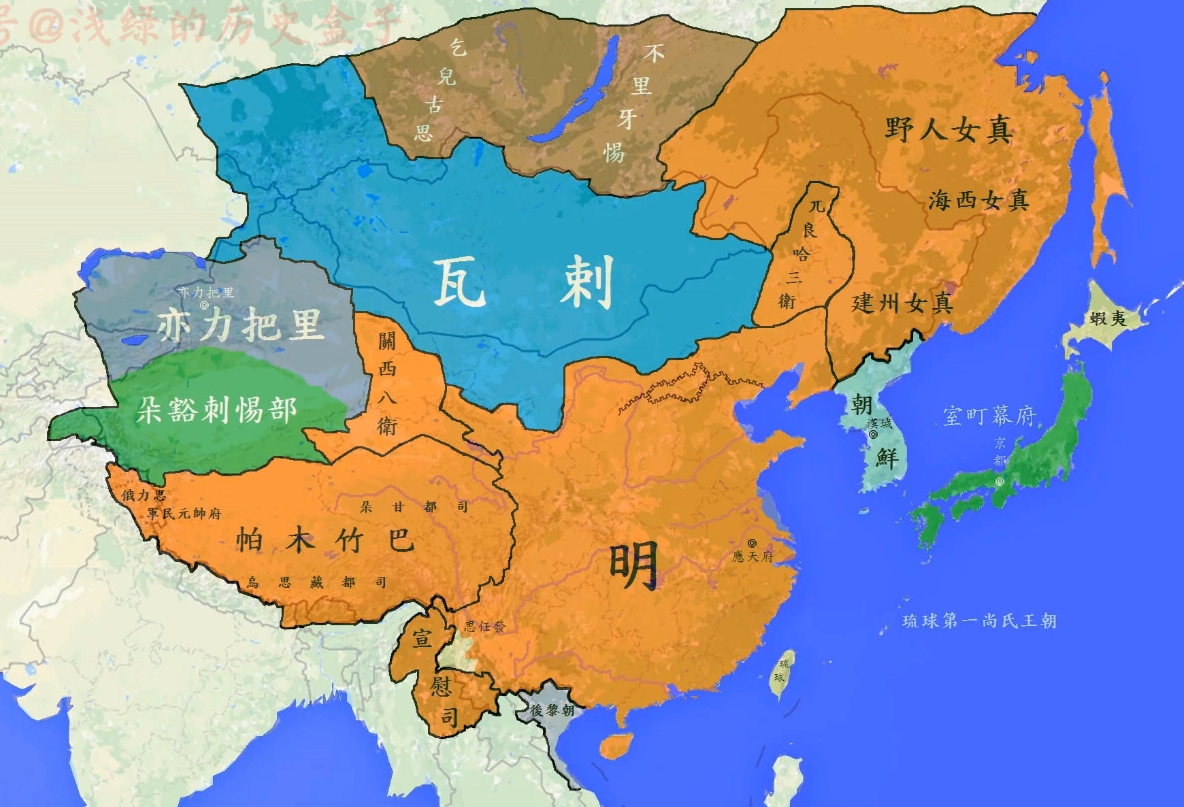 号@浅绿的历史盒子
乞兒古思
不里牙惕
野人女真
海西女真
兀良哈三衛
建州女真
瓦剌
亦力把里
亦力把里
關西八衛
朵豁剌惕部
俄力思
軍民元帥府
朵甘都司
帕木竹巴
烏思藏都司
明
應天府
宣慰司
思任發
後黎朝
朝鮮
漢城
蝦夷
室町幕府
京都
琉球第一尚氏王朝
琉球